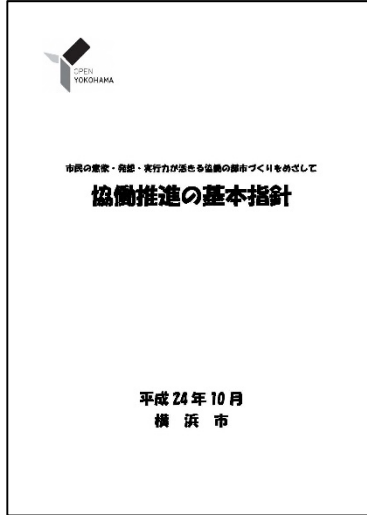 OPEN
YOKOHAMA
市民の意欲・発想・実行力が活きる協働の都市づくりをめざして
協働推進の基本指針
平成24年10月
横 浜 市